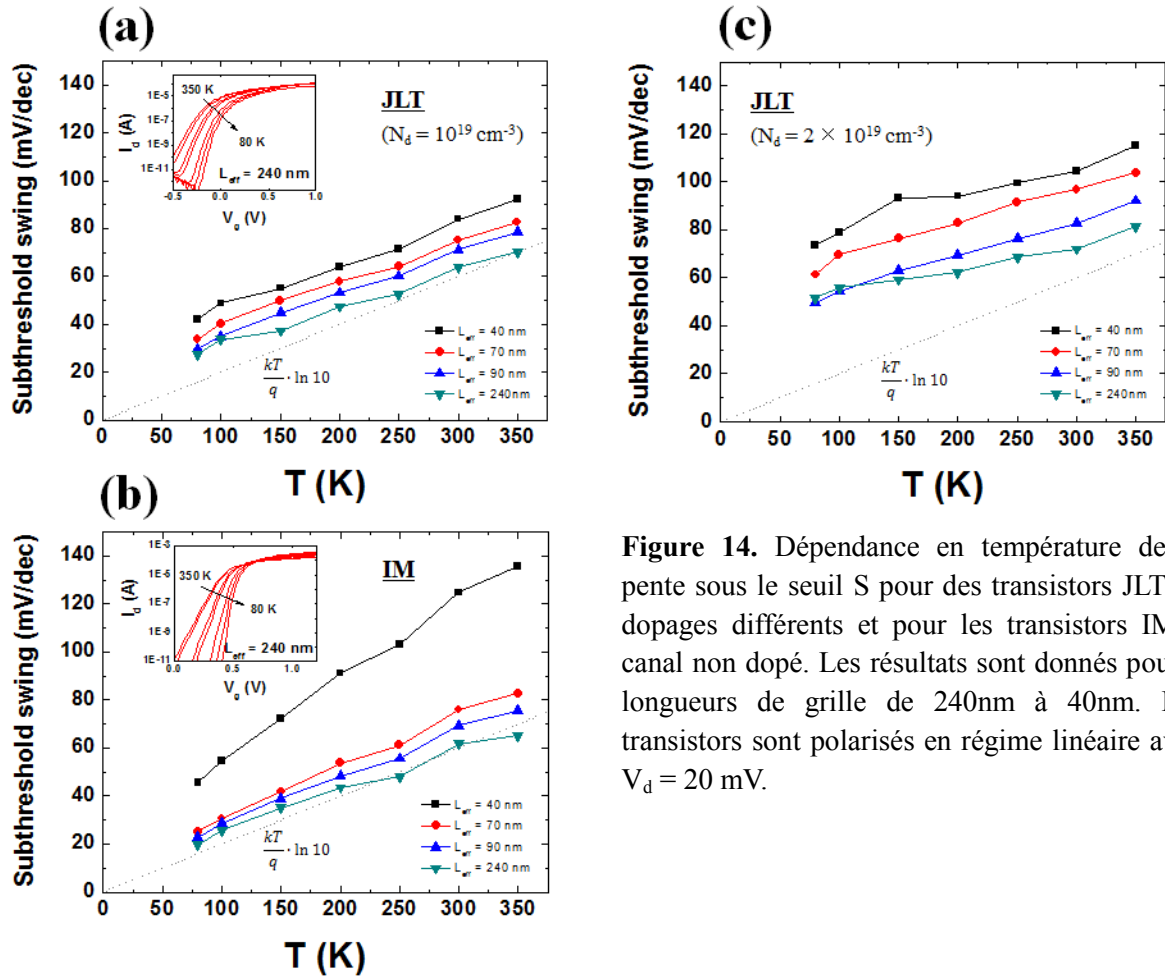 (a)
Subthreshold swing (mV/dec)
140
120
100
80
60
40
20
0
I_d (A)
1E-5
1E-7
1E-9
1E-11
350 K
80 K
L_eff = 240 nm
-0.5 0.0 0.5 1.0
V_g (V)
JLT
(N_d = 10^19 cm^-3)
kT/q · ln 10
L_eff = 40 nm
L_eff = 70 nm
L_eff = 90 nm
L_eff = 240nm
0 50 100 150 200 250 300 350
T (K)
(c)
Subthreshold swing (mV/dec)
140
120
100
80
60
40
20
0
JLT
(N_d = 2 × 10^19 cm^-3)
kT/q · ln 10
L_eff = 40 nm
L_eff = 70 nm
L_eff = 90 nm
L_eff = 240nm
0 50 100 150 200 250 300 350
T (K)
(b)
Subthreshold swing (mV/dec)
140
120
100
80
60
40
20
0
I_d (A)
1E-3
1E-5
1E-7
1E-9
1E-11
350 K
80 K
L_eff = 240 nm
0.0 0.5 1.0
V_g (V)
IM
kT/q · ln 10
L_eff = 40 nm
L_eff = 70 nm
L_eff = 90 nm
L_eff = 240 nm
0 50 100 150 200 250 300 350
T (K)
Figure 14. Dépendance en température de
pente sous le seuil S pour des transistors JLT
dopages différents et pour les transistors IM
canal non dopé. Les résultats sont donnés pou
longueurs de grille de 240nm à 40nm.
transistors sont polarisés en régime linéaire av
V_d = 20 mV.